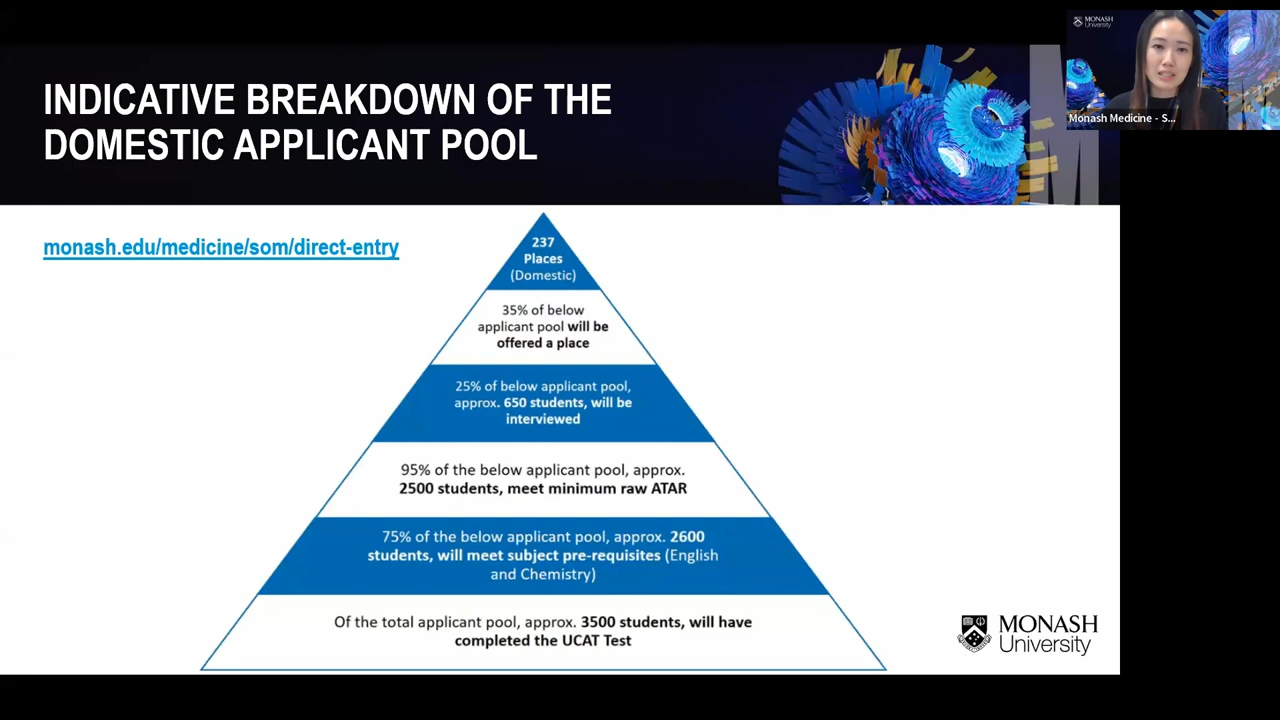 INDICATIVE BREAKDOWN OF THE
DOMESTIC APPLICANT POOL
MONASH
University
Monash Medicine - S...
monash.edu/medicine/som/direct-entry
237
Places
(Domestic)
35% of below
applicant pool will be
offered a place
25% of below applicant pool,
approx. 650 students, will be
interviewed
95% of the below applicant pool, approx.
2500 students, meet minimum raw ATAR
75% of the below applicant pool, approx. 2600
students, will meet subject pre-requisites (English
and Chemistry)
Of the total applicant pool, approx. 3500 students, will have
completed the UCAT Test
MONASH
University